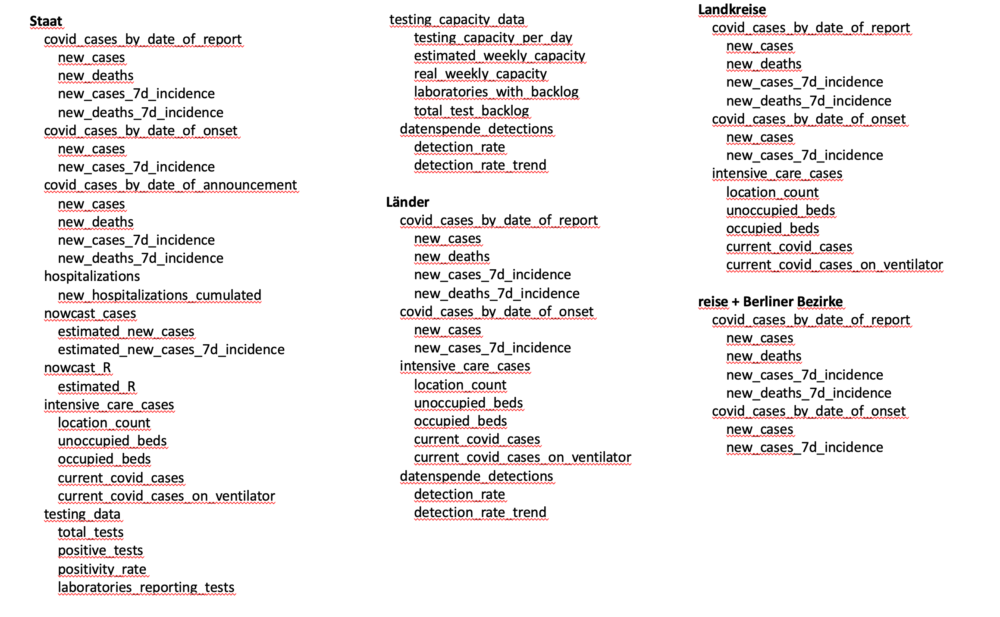 Staat
covid_cases_by_date_of_report
new_cases
new_deaths
new_cases_7d_incidence
new_deaths_7d_incidence
covid_cases_by_date_of_onset
new_cases
new_cases_7d_incidence
covid_cases_by_date_of_announcement
new_cases
new_deaths
new_cases_7d_incidence
new_deaths_7d_incidence
hospitalizations
new_hospitalizations_cumulated
nowcast_cases
estimated_new_cases
estimated_new_cases_7d_incidence
nowcast_R
estimated_R
intensive_care_cases
location_count
unoccupied_beds
occupied_beds
current_covid_cases
current_covid_cases_on_ventilator
testing_data
total_tests
positive_tests
positivity_rate
laboratories_reporting_tests
testing_capacity_data
testing_capacity_per_day
estimated_weekly_capacity
real_weekly_capacity
laboratories_with_backlog
total_test_backlog
datenspende_detections
detection_rate
detection_rate_trend
Länder
covid_cases_by_date_of_report
new_cases
new_deaths
new_cases_7d_incidence
new_deaths_7d_incidence
covid_cases_by_date_of_onset
new_cases
new_cases_7d_incidence
intensive_care_cases
location_count
unoccupied_beds
occupied_beds
current_covid_cases
current_covid_cases_on_ventilator
datenspende_detections
detection_rate
detection_rate_trend
Landkreise
covid_cases_by_date_of_report
new_cases
new_deaths
new_cases_7d_incidence
new_deaths_7d_incidence
covid_cases_by_date_of_onset
new_cases
new_cases_7d_incidence
intensive_care_cases
location_count
unoccupied_beds
occupied_beds
current_covid_cases
current_covid_cases_on_ventilator
reise + Berliner Bezirke
covid_cases_by_date_of_report
new_cases
new_deaths
new_cases_7d_incidence
new_deaths_7d_incidence
covid_cases_by_date_of_onset
new_cases
new_cases_7d_incidence